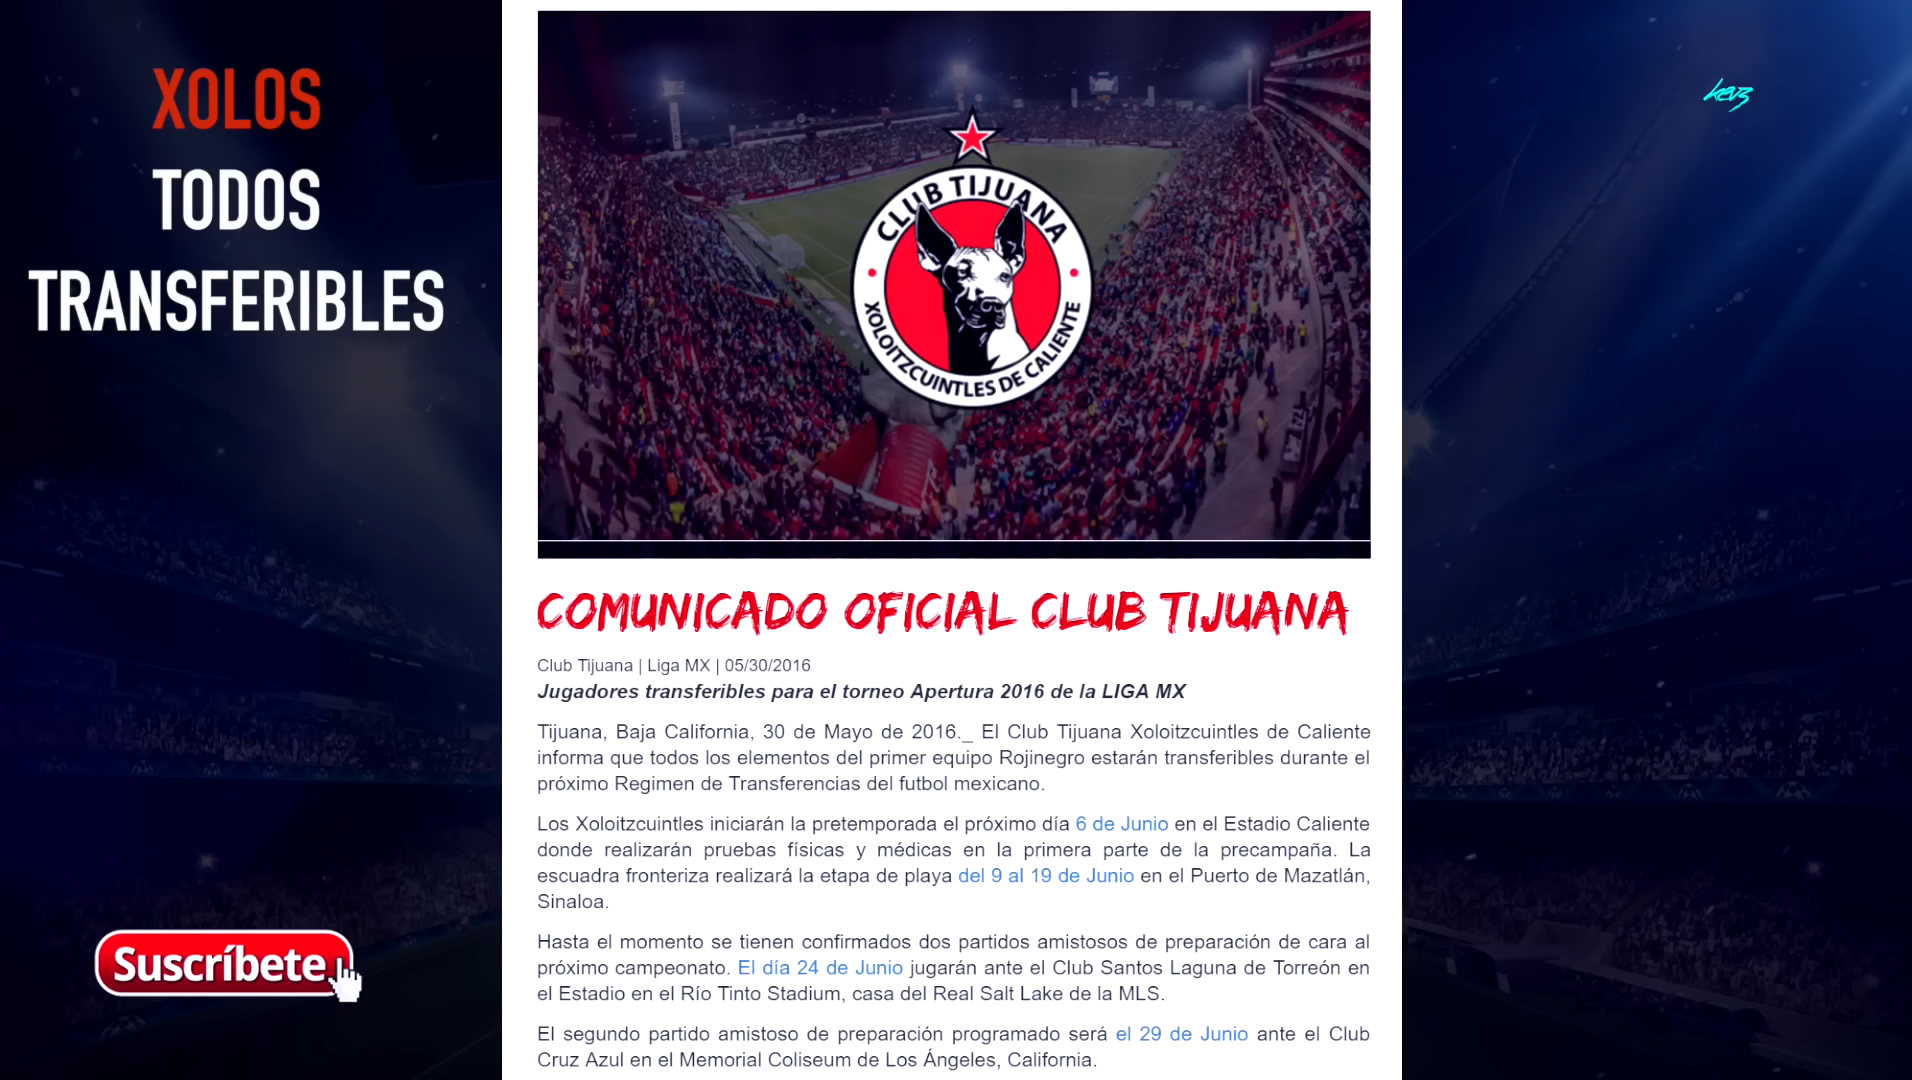 XOLOS
TODOS
TRANSFERIBLES
kevz
CLUB TIJUANA
XOLOITZCUINTLES DE CALIENTE
COMUNICADO OFICIAL CLUB TIJUANA
Club Tijuana | Liga MX | 05/30/2016
Jugadores transferibles para el torneo Apertura 2016 de la LIGA MX
Tijuana, Baja California, 30 de Mayo de 2016._ El Club Tijuana Xoloitzcuintles de Caliente
informa que todos los elementos del primer equipo Rojinegro estarán transferibles durante el
próximo Regimen de Transferencias del futbol mexicano.
Los Xoloitzcuintles iniciarán la pretemporada el próximo día 6 de Junio en el Estadio Caliente
donde realizarán pruebas físicas y médicas en la primera parte de la precampaña. La
escuadra fronteriza realizará la etapa de playa del 9 al 19 de Junio en el Puerto de Mazatlán,
Sinaloa.
Hasta el momento se tienen confirmados dos partidos amistosos de preparación de cara al
próximo campeonato. El día 24 de Junio jugarán ante el Club Santos Laguna de Torreón en
el Estadio en el Río Tinto Stadium, casa del Real Salt Lake de la MLS.
El segundo partido amistoso de preparación programado será el 29 de Junio ante el Club
Cruz Azul en el Memorial Coliseum de Los Ángeles, California.
Suscríbete